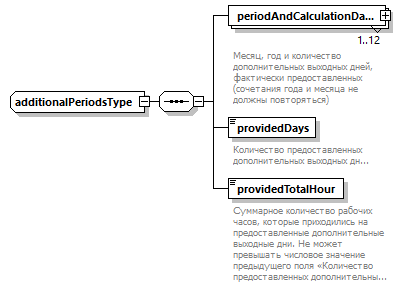 periodAndCalculationDa...
1..12
Месяц, год и количество
дополнительных выходных дней,
фактически предоставленных
(сочетания года и месяца не
должны повторяться)
additionalPeriodsType
providedDays
Количество предоставленных
дополнительных выходных дн...
providedTotalHour
Суммарное количество рабочих
часов, которые приходились на
предоставленные дополнительные
выходные дни. Не может
превышать числовое значение
предыдущего поля «Количество
предоставленных дополнительны...